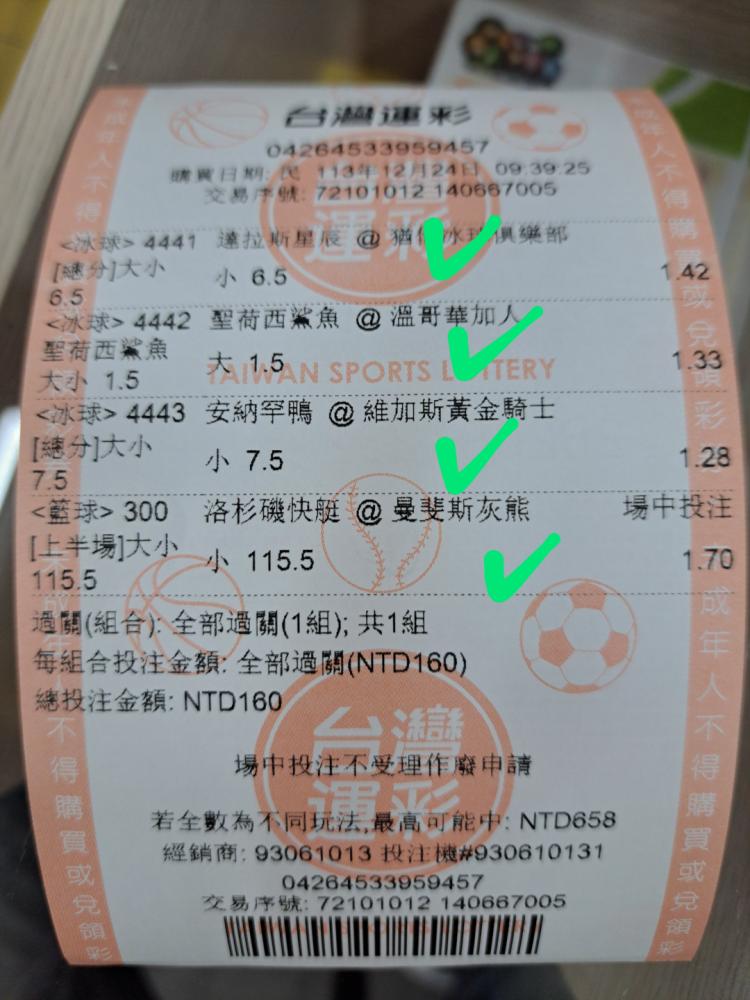 台灣運彩
04264533959457
購買日期: 民 113年12月24日 09:39:25
交易序號: 72101012 140667005
<冰球> 4441 達拉斯星辰 @ 猶他冰球俱樂部
[總分]大小 小 6.5 1.42
6.5
<冰球> 4442 聖荷西鯊魚 @ 溫哥華加人
聖荷西鯊魚 大 1.5 1.33
大小 1.5
TAIWAN SPORTS LOTTERY
<冰球> 4443 安納罕鴨 @ 維加斯黃金騎士
[總分]大小 小 7.5 1.28
7.5
<籃球> 300 洛杉磯快艇 @ 曼斐斯灰熊 場中投注
[上半場]大小 小 115.5 1.70
115.5
過關(組合): 全部過關(1組); 共1組
每組合投注金額: 全部過關(NTD160)
總投注金額: NTD160
台灣運彩
場中投注不受理作廢申請
若全數為不同玩法,最高可能中: NTD658
經銷商: 93061013 投注機#930610131
04264533959457
交易序號: 72101012 140667005
未成年人不得購買或兌領彩
未成年人不得購買或兌領彩